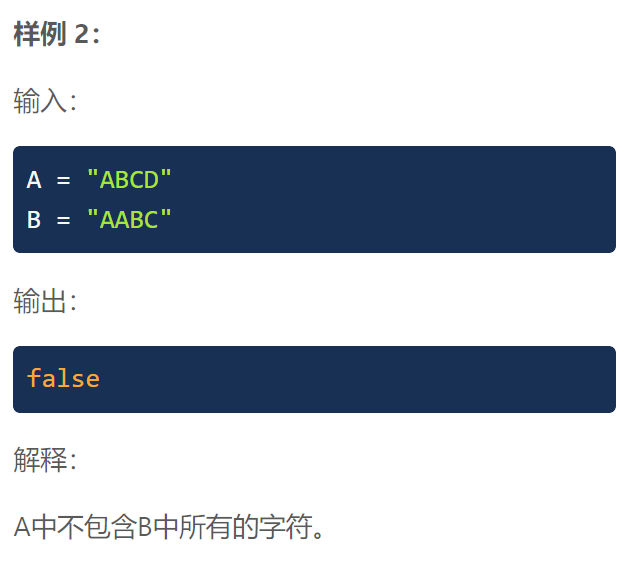 样例 2：
输入：
A = "ABCD"
B = "AABC"
输出：
false
解释：
A中不包含B中所有的字符。